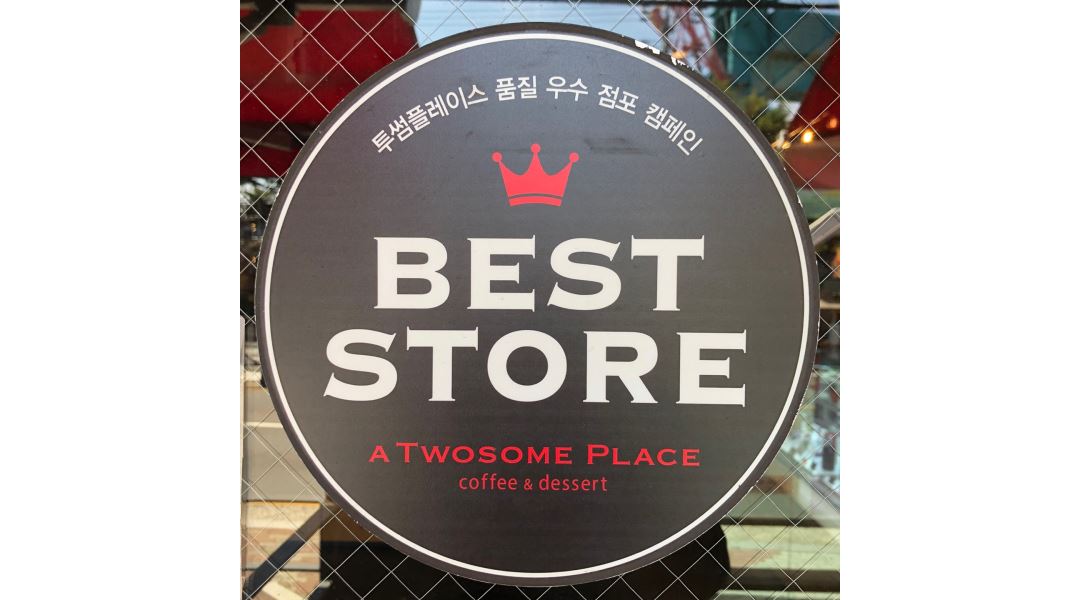 투썸플레이스 품질 우수 점포 캠페인
BEST
STORE
A TWOSOME PLACE
coffee & dessert